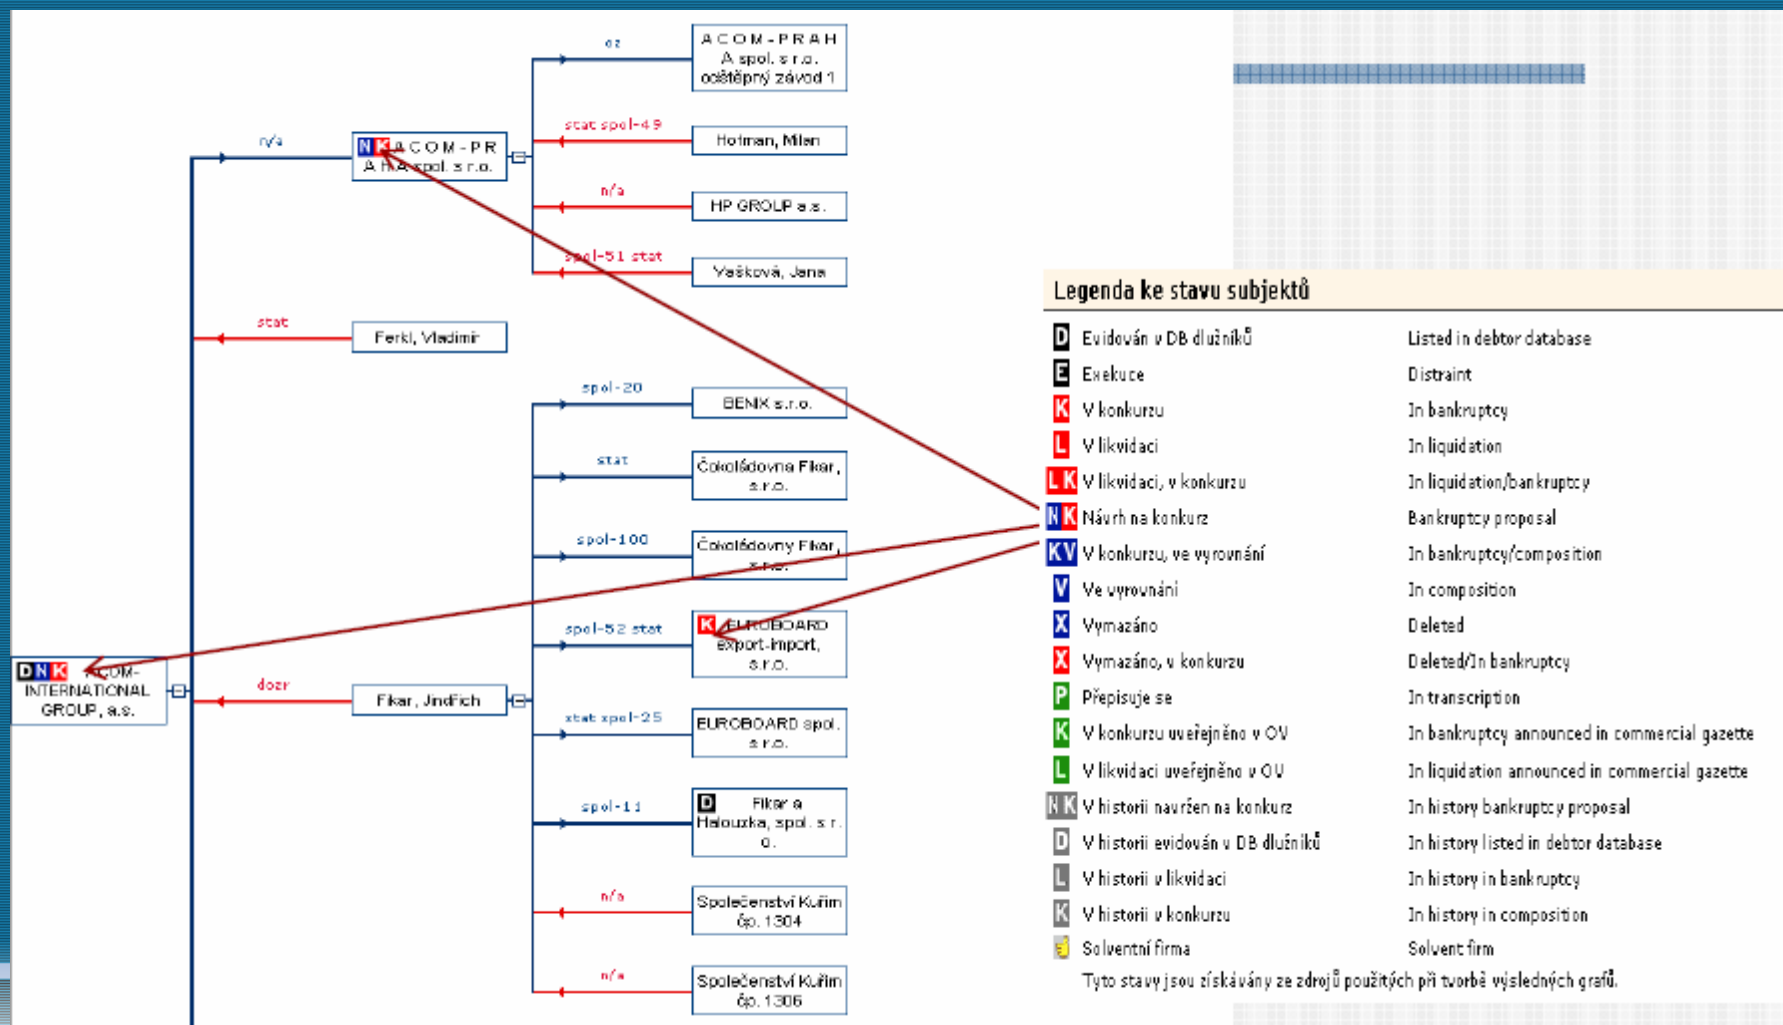 oz
A C O M - P R A H
A spol. s r.o.
odštěpný závod 1
stat spol-49
Hofman, Milan
n/a
NK A C O M - P R
A H A spol. s r.o.
n/a
HP GROUP a.s.
spol-51 stat
Vašková, Jana
stat
Ferkl, Vladimír
spol-20
BENIX s.r.o.
stat
Čokoládovna Fikar,
s.r.o.
spol-100
Čokoládovny Fikar,
s.r.o.
spol-52 stat
K EUROBOARD
export-import,
s.r.o.
DNK ACOM-
INTERNATIONAL
GROUP, a.s.
dozr
Fikar, Jindřich
stat spol-25
EUROBOARD spol.
s r.o.
spol-11
D Fikar a
Halouzka, spol. s r.
o.
n/a
Společenství Kuřim
čp. 1304
n/a
Společenství Kuřim
čp. 1306
Legenda ke stavu subjektů
D Evidován v DB dlužníků Listed in debtor database
E Exekuce Distraint
K V konkurzu In bankruptcy
L V likvidaci In liquidation
LK V likvidaci, v konkurzu In liquidation/bankruptcy
NK Návrh na konkurz Bankruptcy proposal
KV V konkurzu, ve vyrovnání In bankruptcy/composition
V Ve vyrovnání In composition
X Vymazáno Deleted
X Vymazáno, v konkurzu Deleted/In bankruptcy
P Přepisuje se In transcription
K V konkurzu uveřejněno v OV In bankruptcy announced in commercial gazette
L V likvidaci uveřejněno v OV In liquidation announced in commercial gazette
NK V historii navržen na konkurz In history bankruptcy proposal
D V historii evidován v DB dlužníků In history listed in debtor database
L V historii v likvidaci In history in bankruptcy
K V historii v konkurzu In history in composition
Solventní firma Solvent firm
Tyto stavy jsou získávány ze zdrojů použitých při tvorbě výsledných grafů.